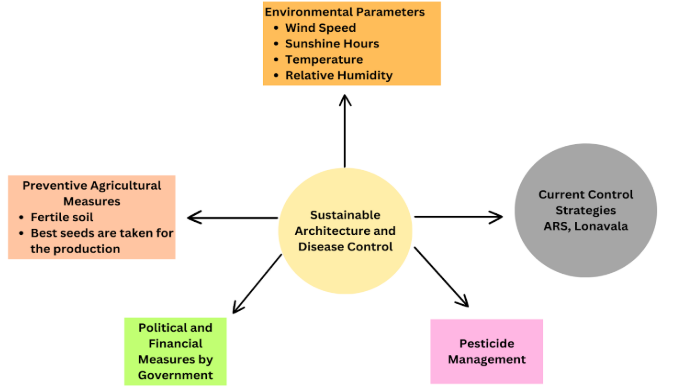 Environmental Parameters
• Wind Speed
• Sunshine Hours
• Temperature
• Relative Humidity
Preventive Agricultural
Measures
• Fertile soil
• Best seeds are taken for
the production
Sustainable
Architecture and
Disease Control
Current Control
Strategies
ARS, Lonavala
Political and
Financial
Measures by
Government
Pesticide
Management